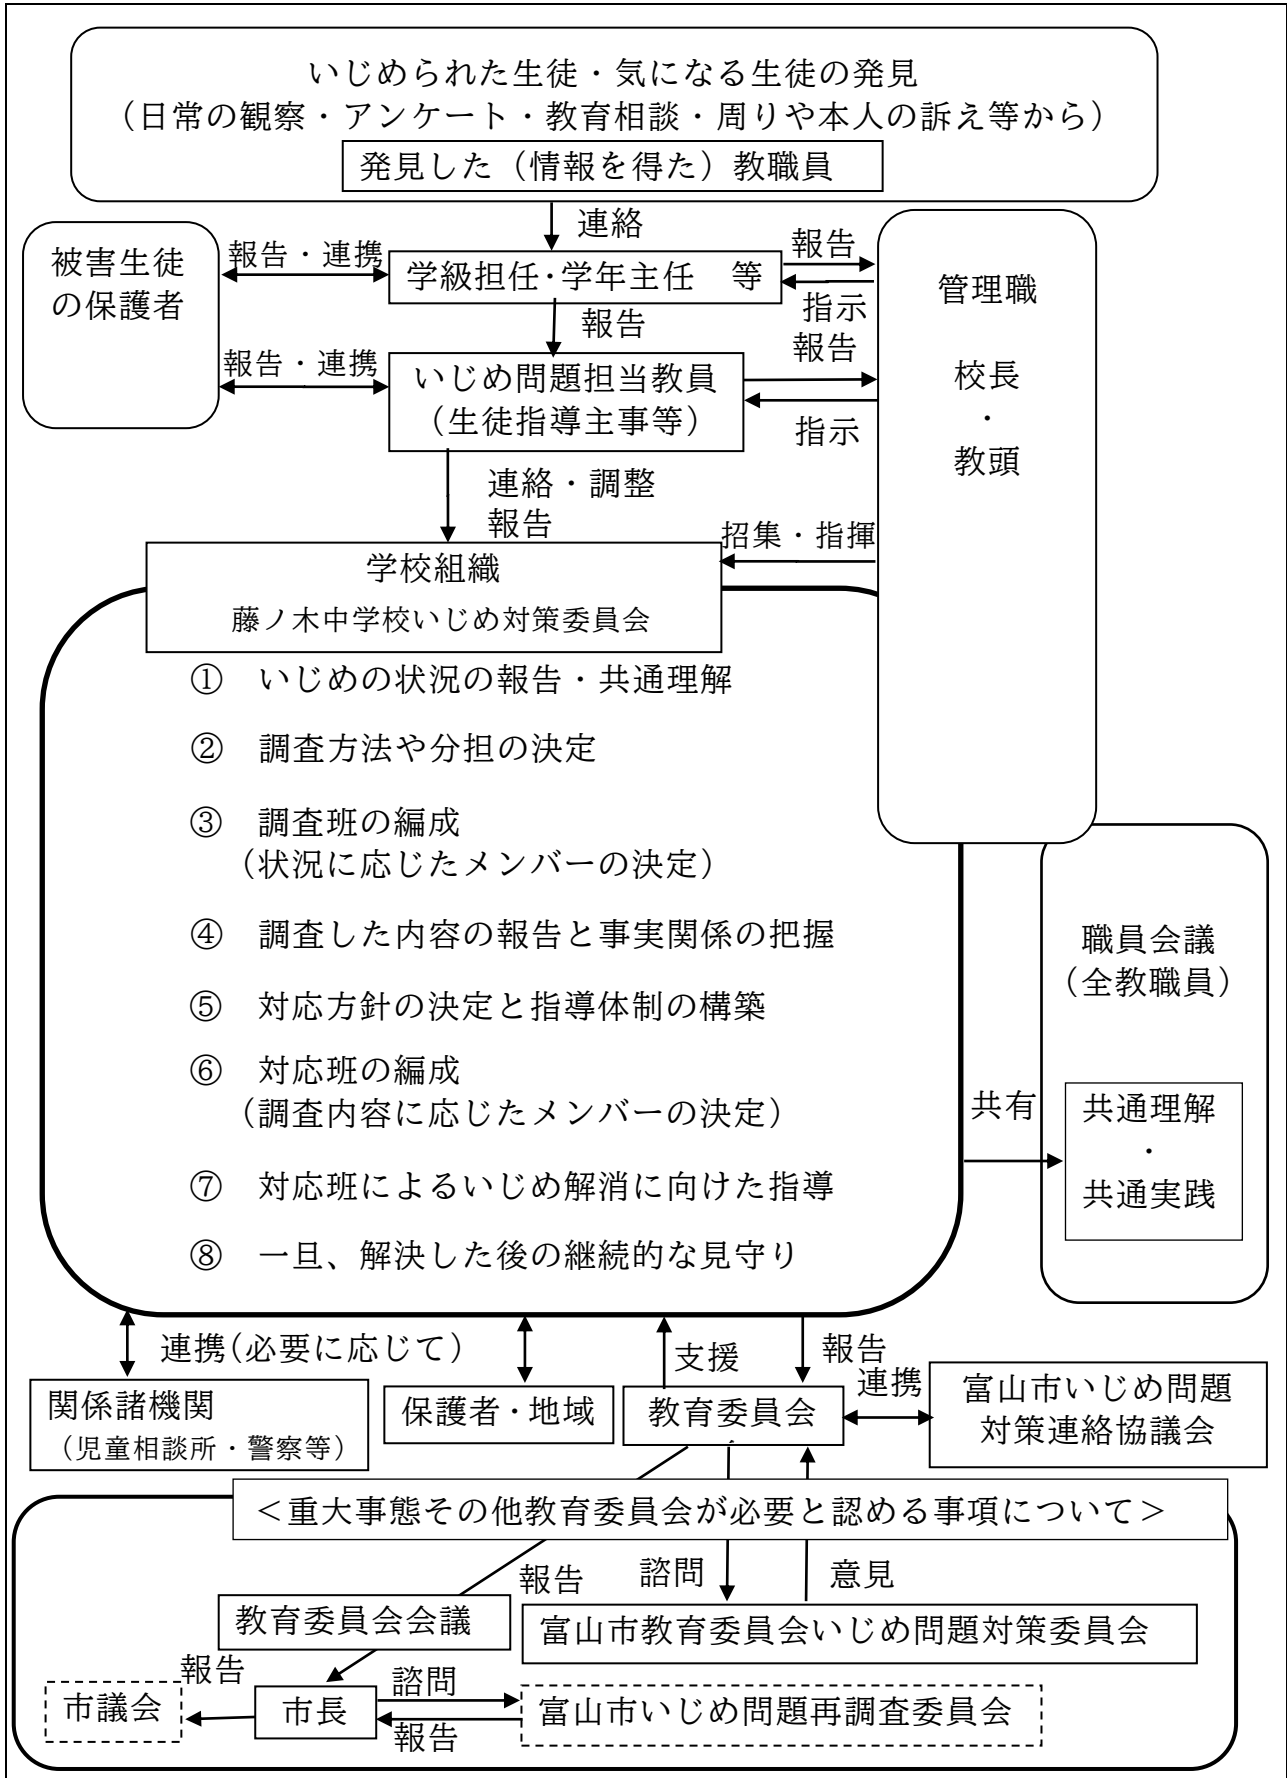 いじめられた生徒・気になる生徒の発見
（日常の観察・アンケート・教育相談・周りや本人の訴え等から）
発見した（情報を得た）教職員
連絡
被害生徒
の保護者
報告・連携
学級担任・学年主任　等
報告
指示
管理職
校長
・
教頭
報告
報告・連携
いじめ問題担当教員
（生徒指導主事等）
報告
指示
連絡・調整
報告
招集・指揮
学校組織
藤ノ木中学校いじめ対策委員会
①　いじめの状況の報告・共通理解
②　調査方法や分担の決定
③　調査班の編成
（状況に応じたメンバーの決定）
④　調査した内容の報告と事実関係の把握
⑤　対応方針の決定と指導体制の構築
⑥　対応班の編成
（調査内容に応じたメンバーの決定）
⑦　対応班によるいじめ解消に向けた指導
⑧　一旦、解決した後の継続的な見守り
職員会議
（全教職員）
共有
共通理解
・
共通実践
連携(必要に応じて)
支援
報告
関係諸機関
（児童相談所・警察等）
保護者・地域
教育委員会
連携
富山市いじめ問題
対策連絡協議会
＜重大事態その他教育委員会が必要と認める事項について＞
報告
諮問
意見
教育委員会会議
富山市教育委員会いじめ問題対策委員会
報告
市議会
市長
諮問
報告
富山市いじめ問題再調査委員会